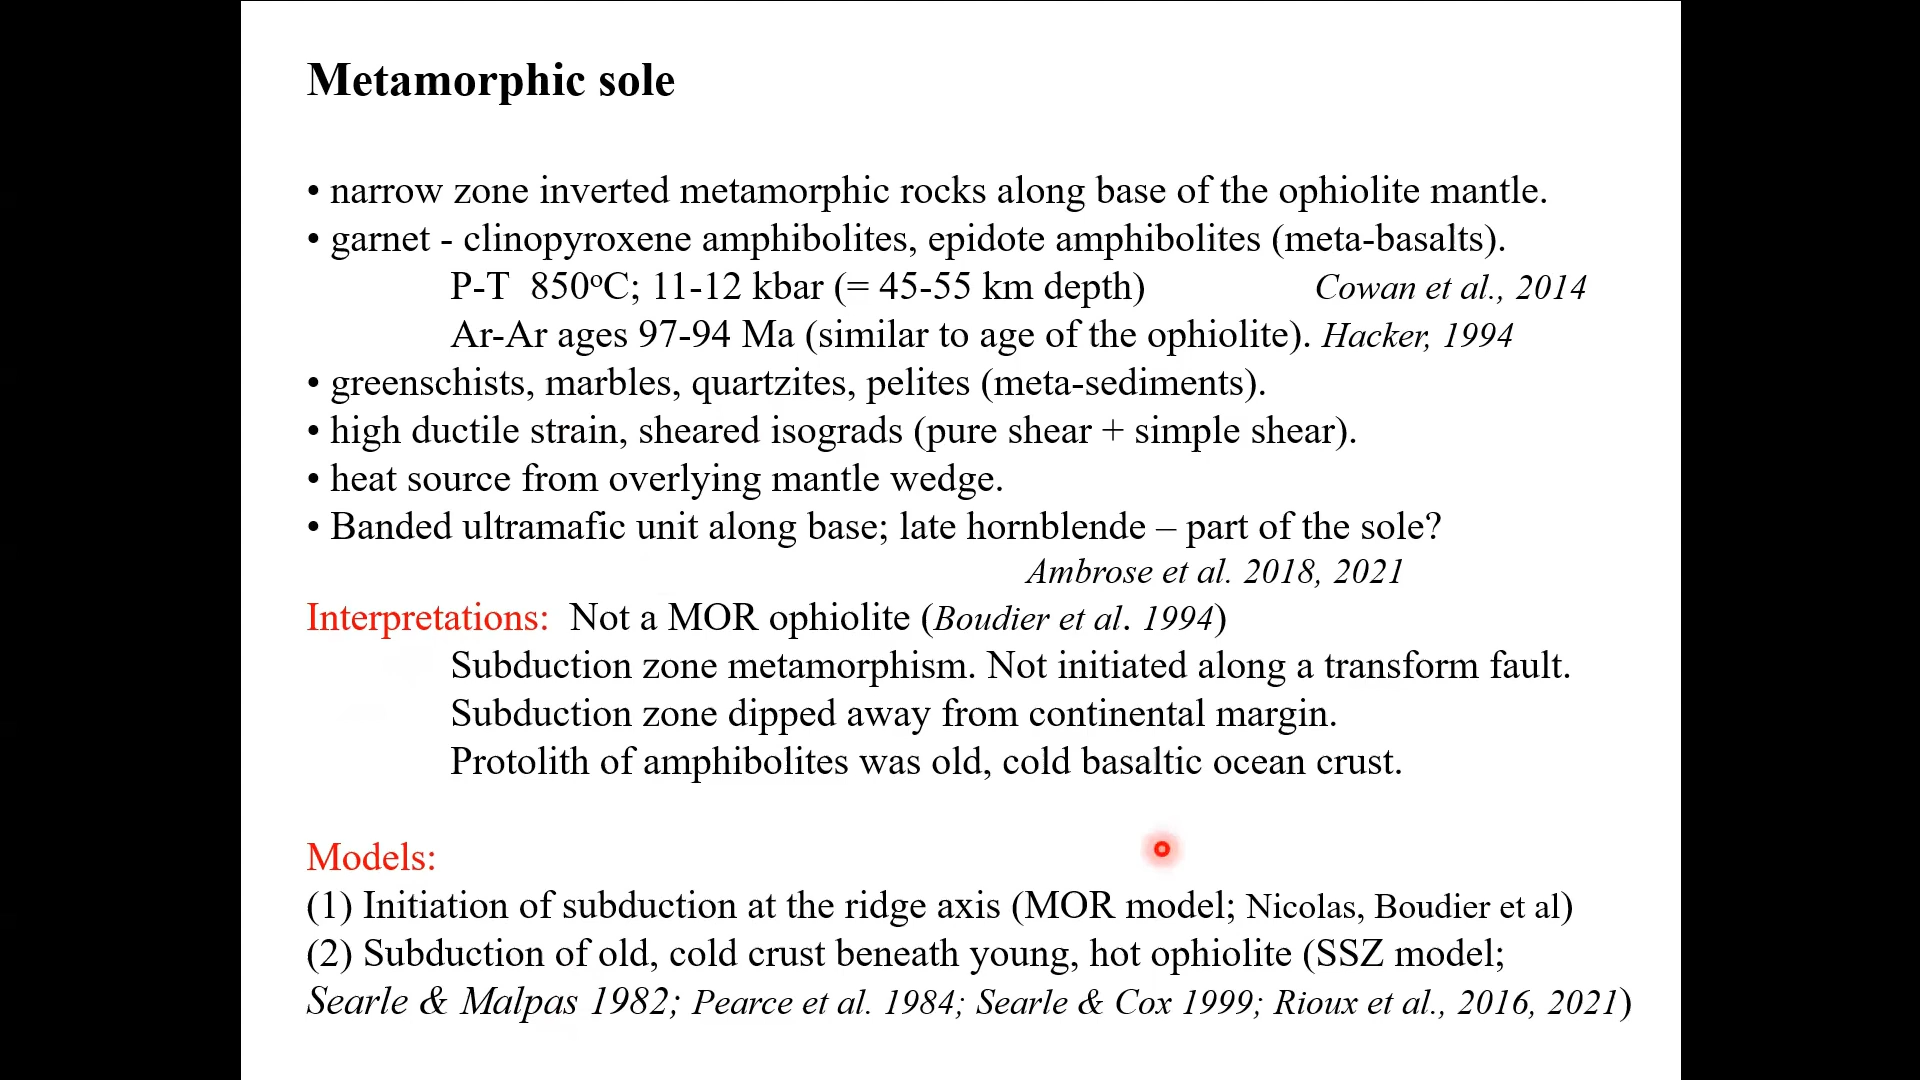 Metamorphic sole
• narrow zone inverted metamorphic rocks along base of the ophiolite mantle.
• garnet - clinopyroxene amphibolites, epidote amphibolites (meta-basalts).
P-T 850ºC; 11-12 kbar (= 45-55 km depth) Cowan et al., 2014
Ar-Ar ages 97-94 Ma (similar to age of the ophiolite). Hacker, 1994
• greenschists, marbles, quartzites, pelites (meta-sediments).
• high ductile strain, sheared isograds (pure shear + simple shear).
• heat source from overlying mantle wedge.
• Banded ultramafic unit along base; late hornblende – part of the sole?
Ambrose et al. 2018, 2021
Interpretations: Not a MOR ophiolite (Boudier et al. 1994)
Subduction zone metamorphism. Not initiated along a transform fault.
Subduction zone dipped away from continental margin.
Protolith of amphibolites was old, cold basaltic ocean crust.
Models:
(1) Initiation of subduction at the ridge axis (MOR model; Nicolas, Boudier et al)
(2) Subduction of old, cold crust beneath young, hot ophiolite (SSZ model;
Searle & Malpas 1982; Pearce et al. 1984; Searle & Cox 1999; Rioux et al., 2016, 2021)